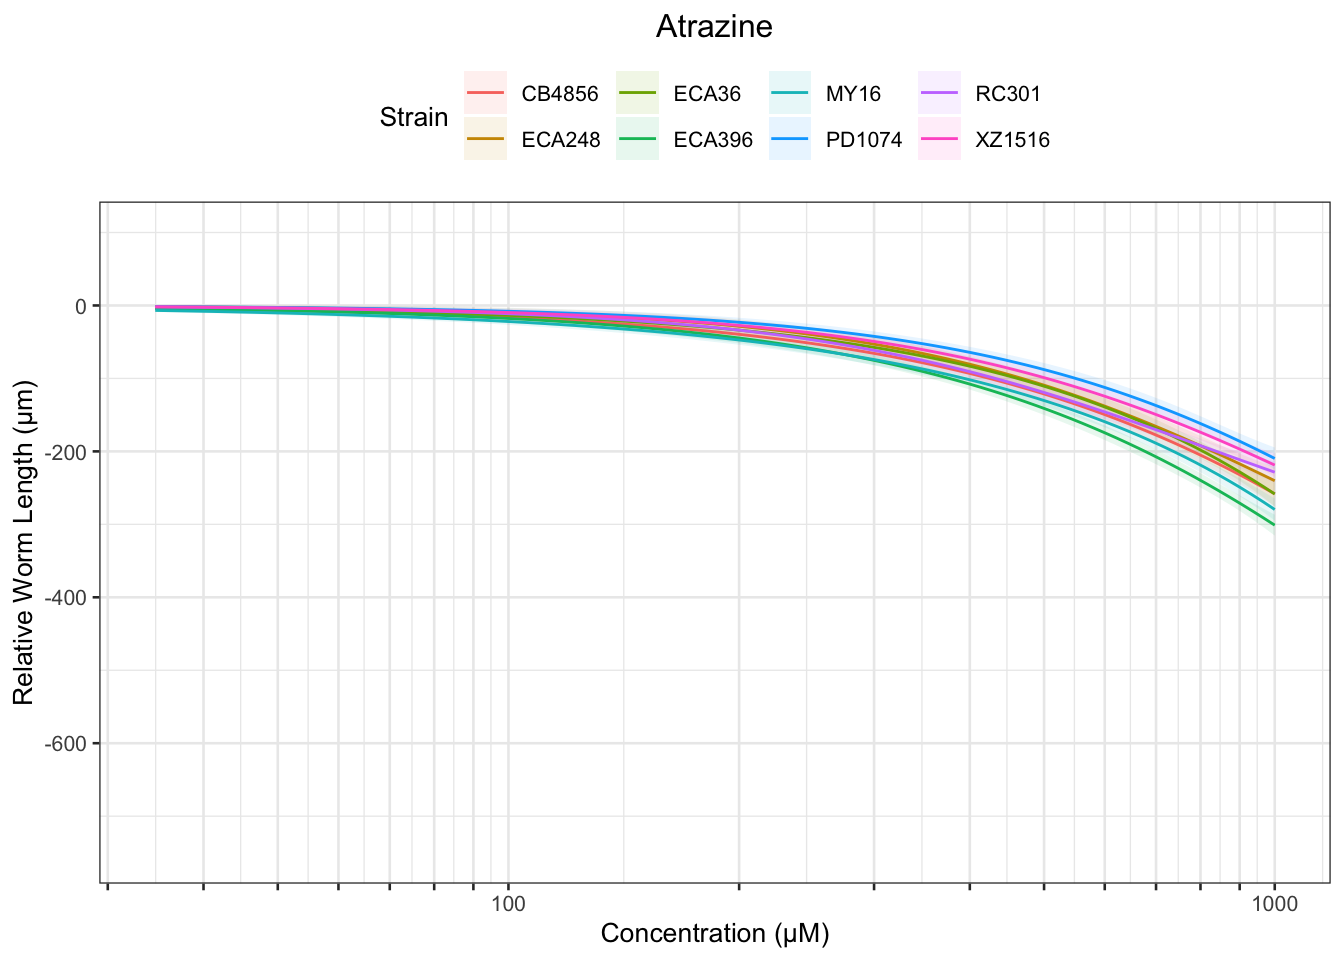 Atrazine
Strain
CB4856 ECA36 MY16 RC301
ECA248 ECA396 PD1074 XZ1516
Relative Worm Length (µm)
0
-200
-400
-600
100 1000
Concentration (µM)